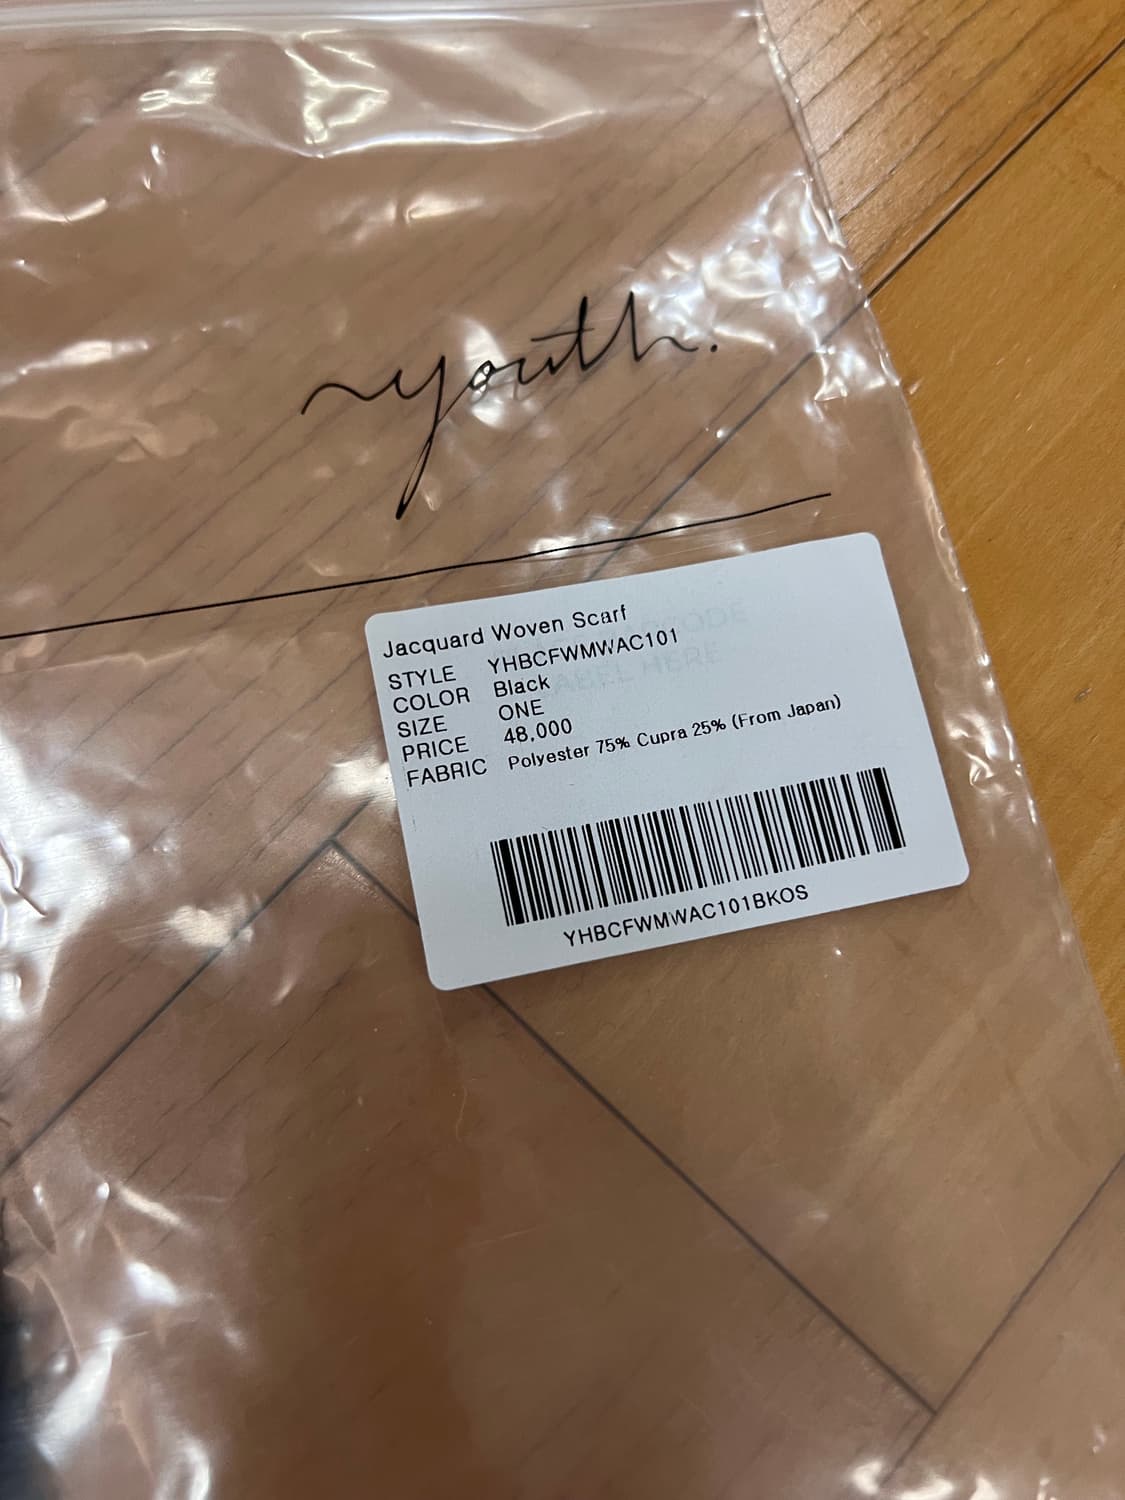 youth.
Jacquard Woven Scarf
STYLE YHBCFWMWAC101
COLOR Black
SIZE ONE
PRICE 48,000
FABRIC Polyester 75% Cupra 25% (From Japan)
YHBCFWMWAC101BKOS